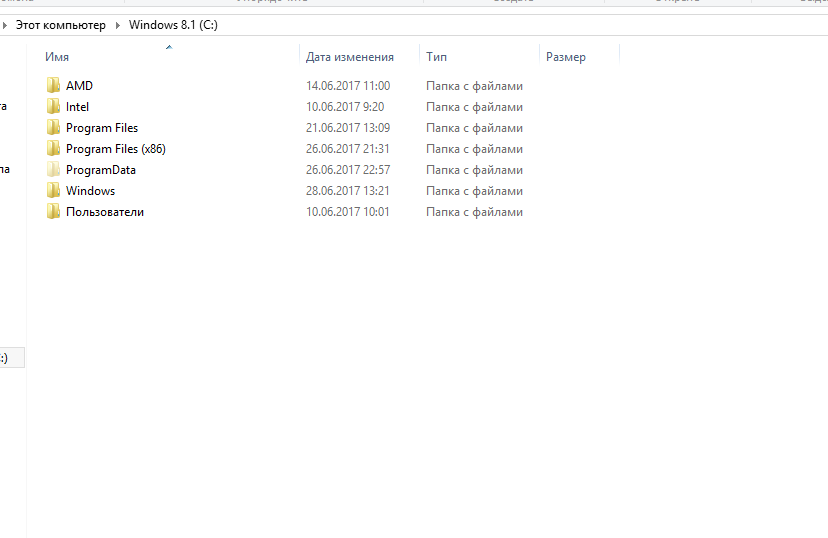 Этот компьютер Windows 8.1 (C:)
Имя Дата изменения Тип Размер
AMD 14.06.2017 11:00 Папка с файлами
Intel 10.06.2017 9:20 Папка с файлами
Program Files 21.06.2017 13:09 Папка с файлами
Program Files (x86) 26.06.2017 21:31 Папка с файлами
ProgramData 26.06.2017 22:57 Папка с файлами
Windows 28.06.2017 13:21 Папка с файлами
Пользователи 10.06.2017 10:01 Папка с файлами
:)